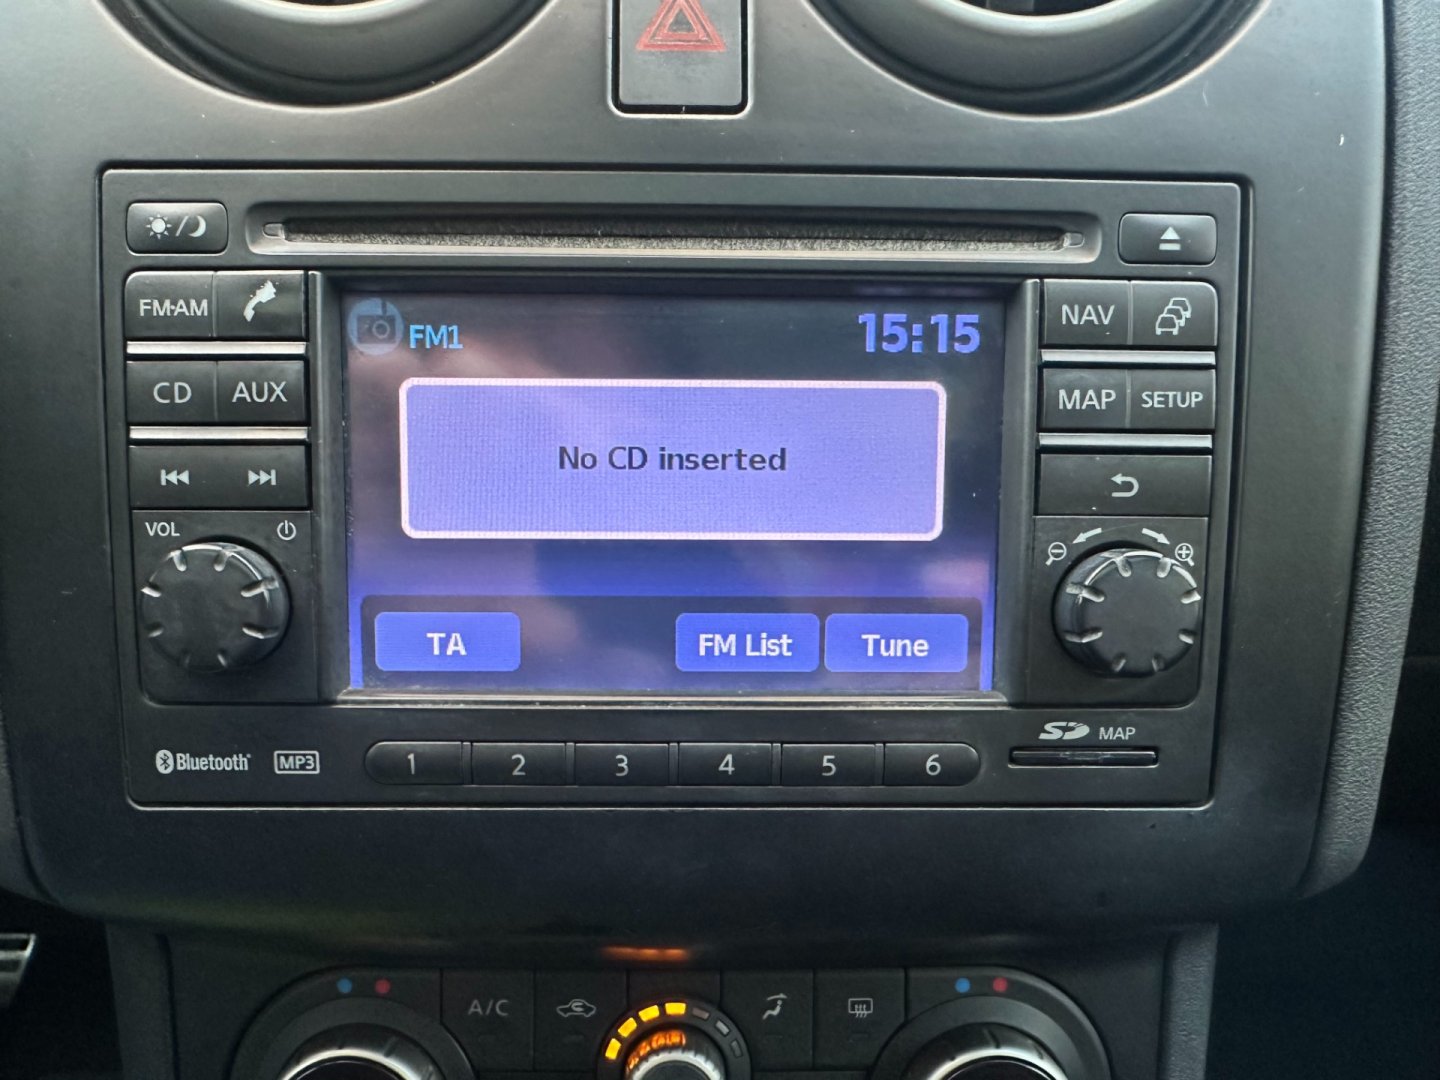 FM·AM
CD AUX
VOL
FM1 15:15
No CD inserted
TA FM List Tune
NAV
MAP SETUP
Bluetooth MP3 1 2 3 4 5 6 SD MAP
A/C